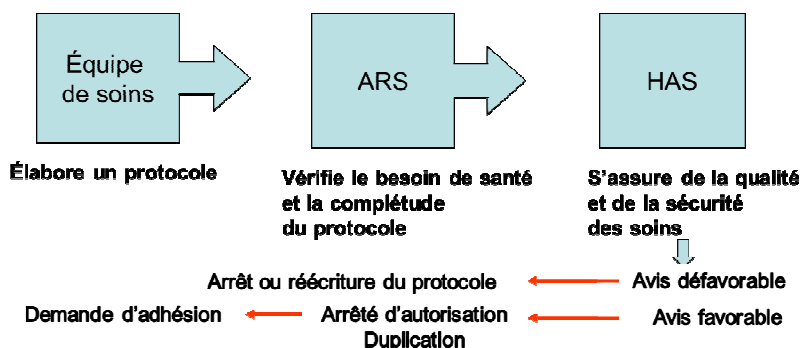 Équipe
de soins
ARS
HAS
Élabore un protocole
Vérifie le besoin de santé
et la complétude
du protocole
S'assure de la qualité
et de la sécurité
des soins
Arrêt ou réécriture du protocole
Avis défavorable
Demande d'adhésion
Arrêté d'autorisation
Duplication
Avis favorable